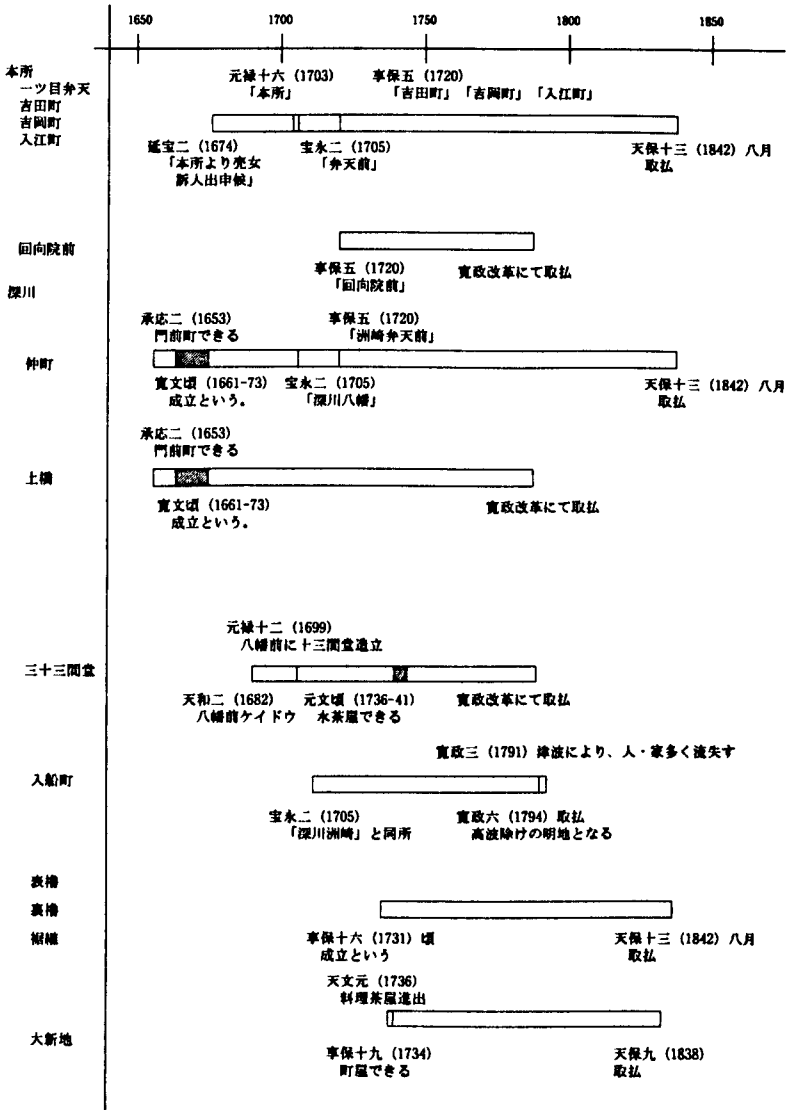 1650 1700 1750 1800 1850
本所
一ツ目弁天
吉田町
吉岡町
入江町
元禄十六 (1703)
「本所」
享保五 (1720)
「吉田町」「吉岡町」「入江町」
延宝二 (1674)
「本所より売女
訴人出申候」
宝永二 (1705)
「弁天前」
天保十三 (1842) 八月
取払
回向院前
享保五 (1720)
「回向院前」
寛政改革にて取払
深川
仲町
承応二 (1653)
門前町できる
享保五 (1720)
「洲崎弁天前」
寛文頃 (1661-73)
成立という。
宝永二 (1705)
「深川八幡」
天保十三 (1842) 八月
取払
土橋
承応二 (1653)
門前町できる
寛文頃 (1661-73)
成立という。
寛政改革にて取払
三十三間堂
元禄十二 (1699)
八幡前に十三間堂造立
天和二 (1682)
八幡前ケイドウ
元文頃 (1736-41)
水茶屋できる
寛政改革にて取払
入船町
寛政三 (1791) 津波により、人・家多く流失す
宝永二 (1705)
「深川洲崎」と同所
寛政六 (1794) 取払
高波除けの明地となる
表櫓
裏櫓
裾継
享保十六 (1731) 頃
成立という
天保十三 (1842) 八月
取払
大新地
天文元 (1736)
料理茶屋進出
享保十九 (1734)
町屋できる
天保九 (1838)
取払